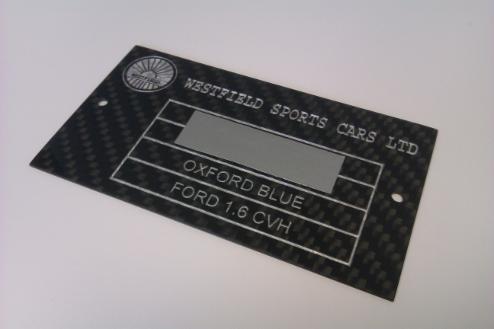 WESTFIELD SPORTS CARS LTD
OXFORD BLUE
FORD 1.6 CVH